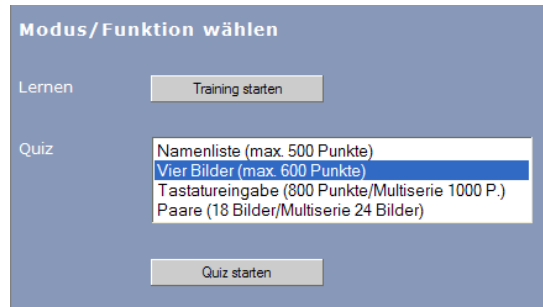 Modus/Funktion wählen
Lernen
Training starten
Quiz
Namenliste (max. 500 Punkte)
Vier Bilder (max. 600 Punkte)
Tastatureingabe (800 Punkte/Multiserie 1000 P.)
Paare (18 Bilder/Multiserie 24 Bilder)
Quiz starten